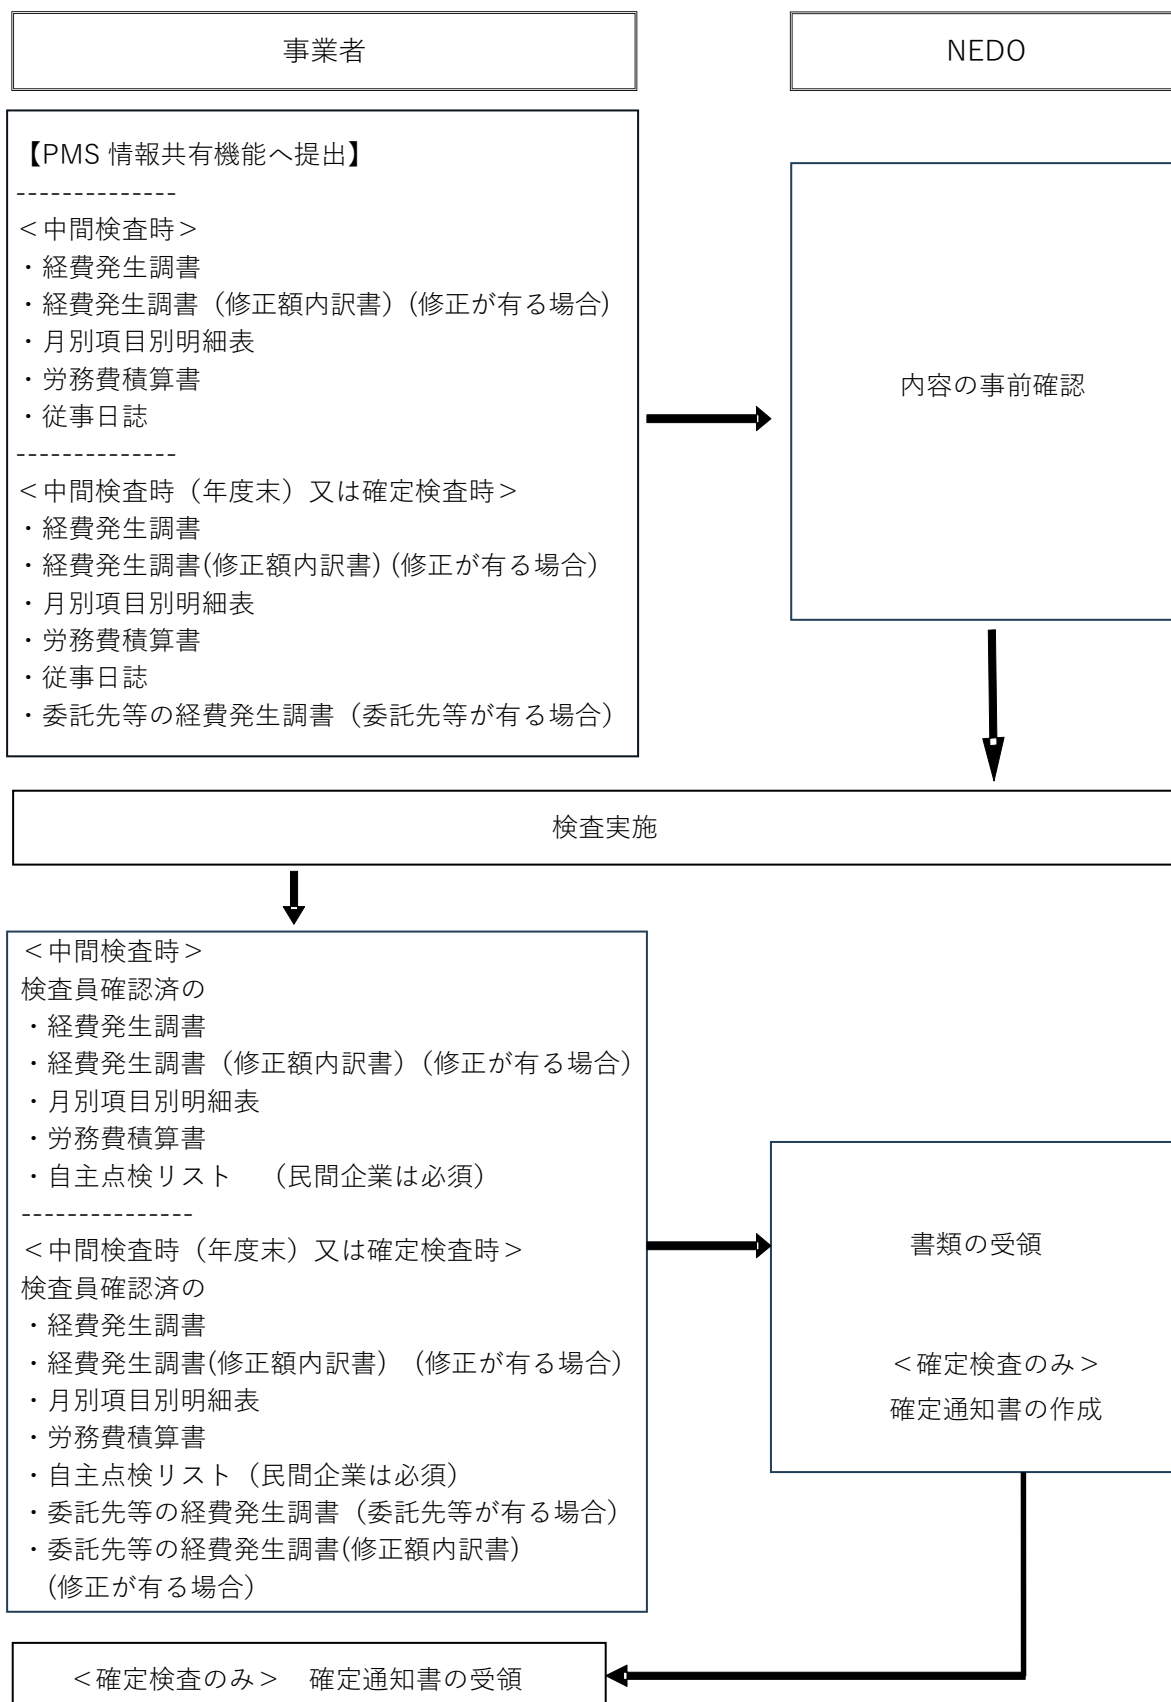 事業者
NEDO
【PMS 情報共有機能へ提出】
--------------
＜中間検査時＞
・経費発生調書
・経費発生調書（修正額内訳書）(修正が有る場合)
・月別項目別明細表
・労務費積算書
・従事日誌
--------------
＜中間検査時（年度末）又は確定検査時＞
・経費発生調書
・経費発生調書(修正額内訳書) (修正が有る場合)
・月別項目別明細表
・労務費積算書
・従事日誌
・委託先等の経費発生調書（委託先等が有る場合）
内容の事前確認
検査実施
＜中間検査時＞
検査員確認済の
・経費発生調書
・経費発生調書（修正額内訳書）（修正が有る場合）
・月別項目別明細表
・労務費積算書
・自主点検リスト　（民間企業は必須）
---------------
＜中間検査時（年度末）又は確定検査時＞
検査員確認済の
・経費発生調書
・経費発生調書(修正額内訳書)　（修正が有る場合）
・月別項目別明細表
・労務費積算書
・自主点検リスト（民間企業は必須）
・委託先等の経費発生調書（委託先等が有る場合）
・委託先等の経費発生調書(修正額内訳書)
(修正が有る場合)
書類の受領
＜確定検査のみ＞
確定通知書の作成
＜確定検査のみ＞　確定通知書の受領